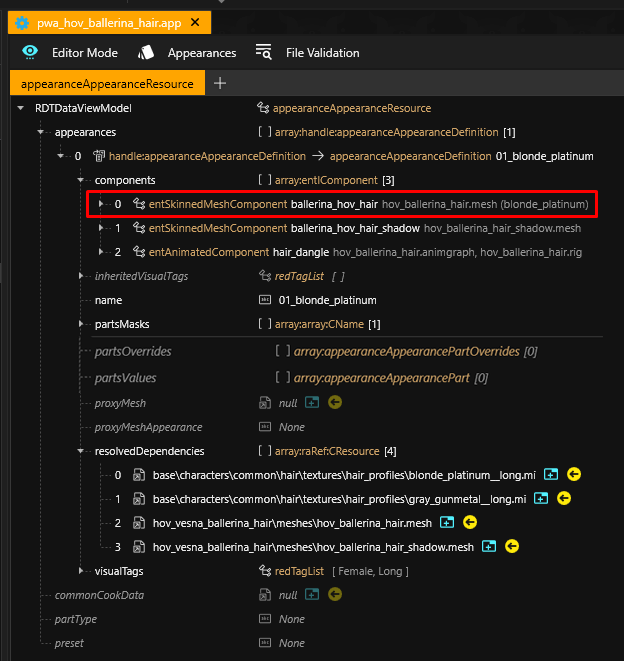 pwa_hov_ballerina_hair.app
Editor Mode Appearances File Validation
appearanceAppearanceResource
RDTDataViewModel appearanceAppearanceResource
appearances [ ] array:handle:appearanceAppearanceDefinition [1]
0 handle:appearanceAppearanceDefinition → appearanceAppearanceDefinition 01_blonde_platinum
components [ ] array:entIComponent [3]
0 entSkinnedMeshComponent ballerina_hov_hair hov_ballerina_hair.mesh (blonde_platinum)
1 entSkinnedMeshComponent ballerina_hov_hair_shadow hov_ballerina_hair_shadow.mesh
2 entAnimatedComponent hair_dangle hov_ballerina_hair.animgraph, hov_ballerina_hair.rig
inheritedVisualTags redTagList [ ]
name abc 01_blonde_platinum
partsMasks [ ] array:array:CName [1]
partsOverrides [ ] array:appearanceAppearancePartOverrides [0]
partsValues [ ] array:appearanceAppearancePart [0]
proxyMesh null
proxyMeshAppearance abc None
resolvedDependencies [ ] array:raRef:CResource [4]
0 base\characters\common\hair\textures\hair_profiles\blonde_platinum__long.mi
1 base\characters\common\hair\textures\hair_profiles\gray_gunmetal__long.mi
2 hov_vesna_ballerina_hair\meshes\hov_ballerina_hair.mesh
3 hov_vesna_ballerina_hair\meshes\hov_ballerina_hair_shadow.mesh
visualTags redTagList [ Female, Long ]
commonCookData null
partType abc None
preset abc None